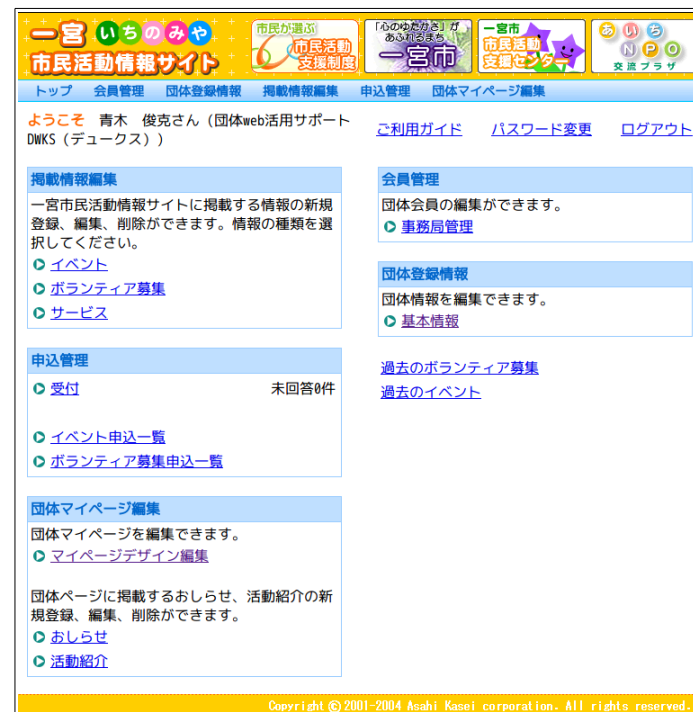 一宮 いちのみや
市民活動情報サイト
市民が選ぶ
市民活動
支援制度
「心のゆたかさ」が
あふれるまち
一宮市
一宮市
市民活動
支援センター
あいち
NPO
交流プラザ
トップ 会員管理 団体登録情報 掲載情報編集 申込管理 団体マイページ編集
ようこそ 青木 俊克さん(団体web活用サポート
DWKS(デュークス))
ご利用ガイド パスワード変更 ログアウト
掲載情報編集
一宮市民活動情報サイトに掲載する情報の新規
登録、編集、削除ができます。情報の種類を選
択してください。
イベント
ボランティア募集
サービス
会員管理
団体会員の編集ができます。
事務局管理
団体登録情報
団体情報を編集できます。
基本情報
過去のボランティア募集
過去のイベント
申込管理
受付 未回答0件
イベント申込一覧
ボランティア募集申込一覧
団体マイページ編集
団体マイページを編集できます。
マイページデザイン編集
団体ページに掲載するおしらせ、活動紹介の新
規登録、編集、削除ができます。
おしらせ
活動紹介
Copyright © 2001-2004 Asahi Kasei corporation. All rights reserved.